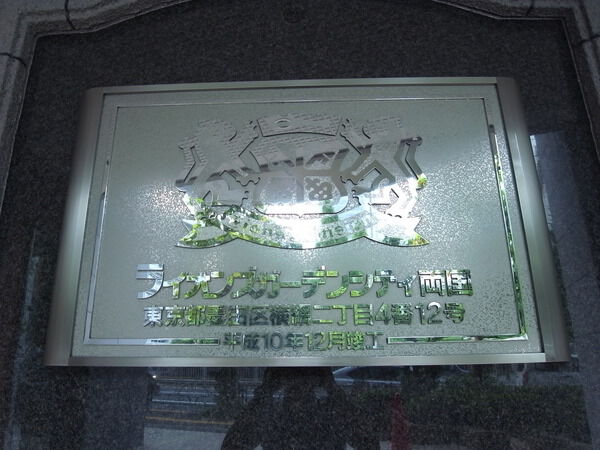 ライオンズガーデンシティ両国
東京都墨田区横網二丁目4番12号
平成10年12月竣工